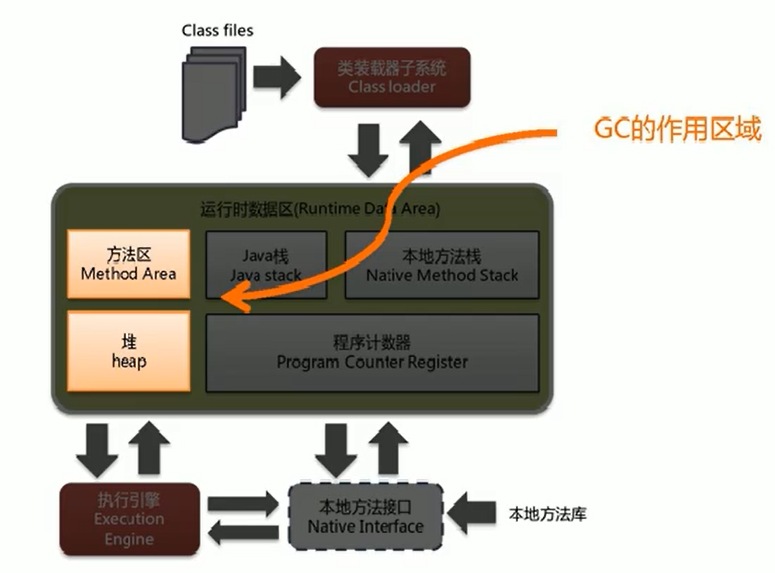 Class files
类装载器子系统
Class loader
GC的作用区域
运行时数据区(Runtime Data Area)
方法区
Method Area
Java栈
Java stack
本地方法栈
Native Method Stack
堆
heap
程序计数器
Program Counter Register
执行引擎
Execution
Engine
本地方法接口
Native Interface
本地方法库